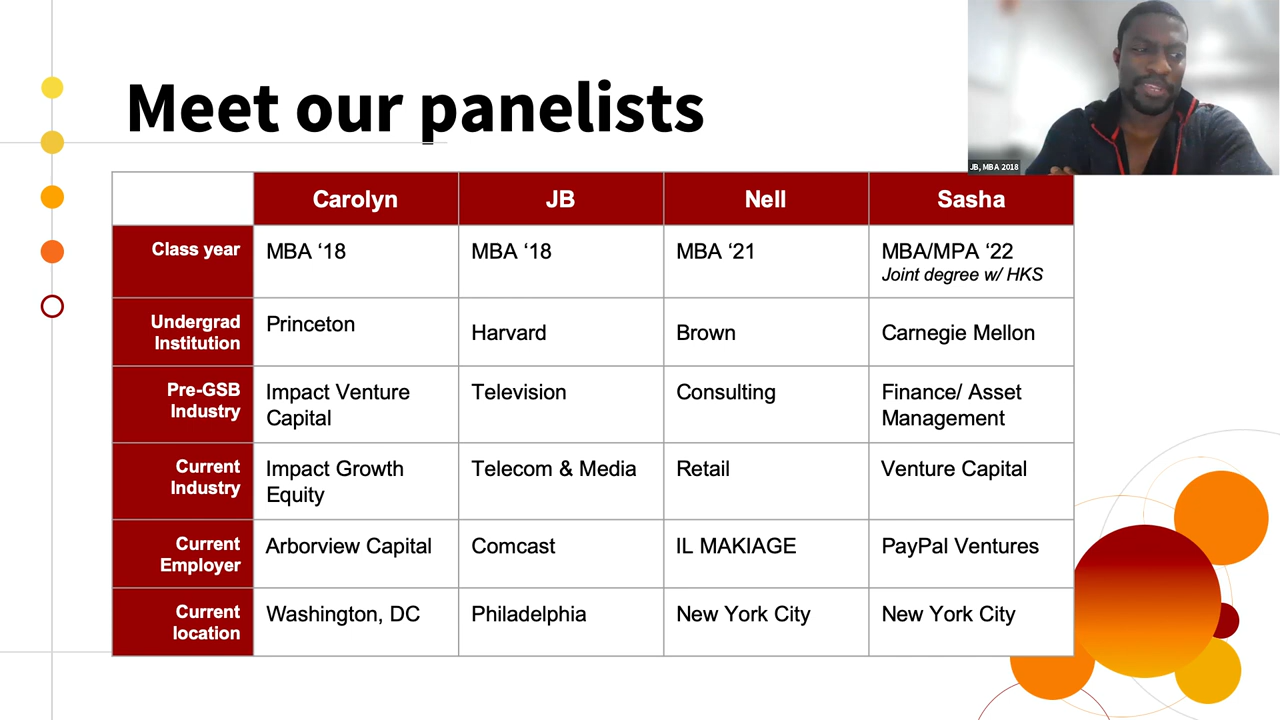 Meet our panelists
JB, MBA 2018
Carolyn JB Nell Sasha
Class year MBA ‘18 MBA ‘18 MBA ‘21 MBA/MPA ‘22
Joint degree w/ HKS
Undergrad
Institution Princeton Harvard Brown Carnegie Mellon
Pre-GSB
Industry Impact Venture
Capital Television Consulting Finance/ Asset
Management
Current
Industry Impact Growth
Equity Telecom & Media Retail Venture Capital
Current
Employer Arborview Capital Comcast IL MAKIAGE PayPal Ventures
Current
location Washington, DC Philadelphia New York City New York City